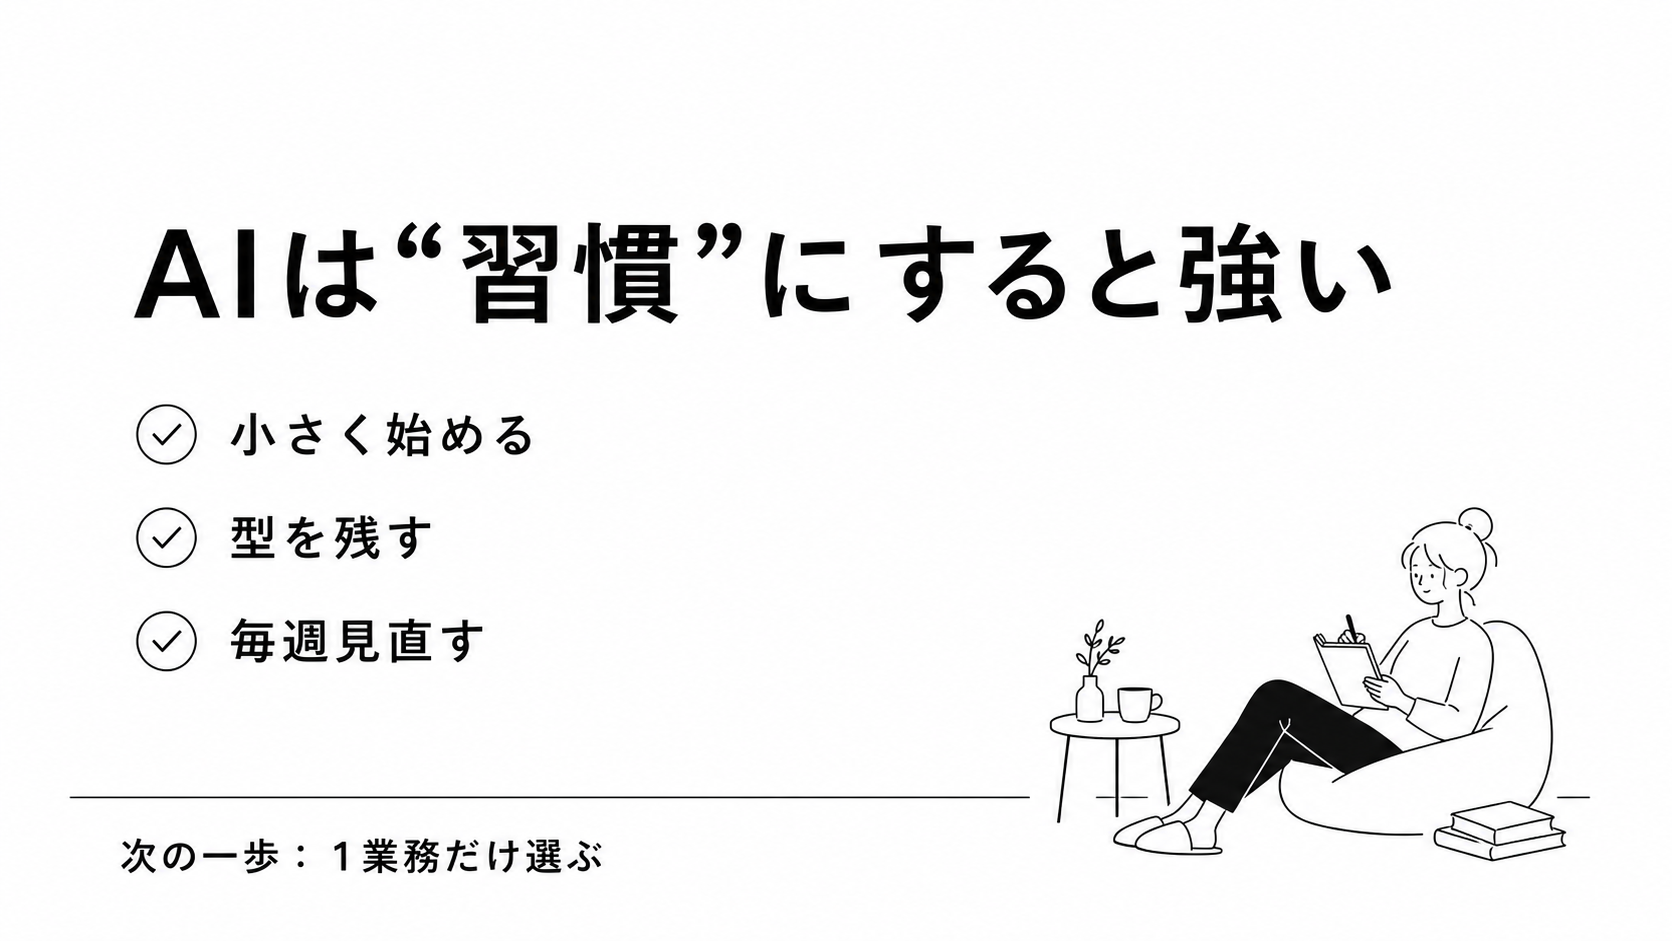 AIは“習慣”にすると強い
小さく始める
型を残す
毎週見直す
次の一歩：1業務だけ選ぶ